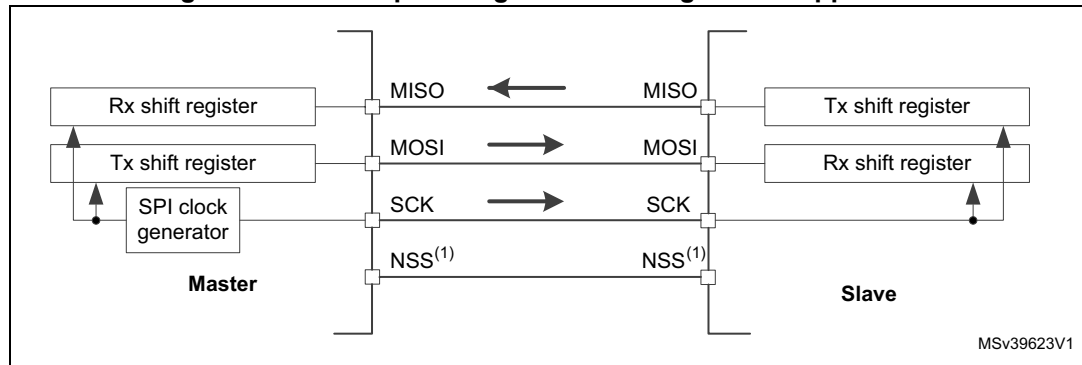 MISO MISO
Rx shift register Tx shift register
MOSI MOSI
Tx shift register Rx shift register
SPI clock
generator
SCK SCK
NSS(1) NSS(1)
Master
Slave
MSv39623V1